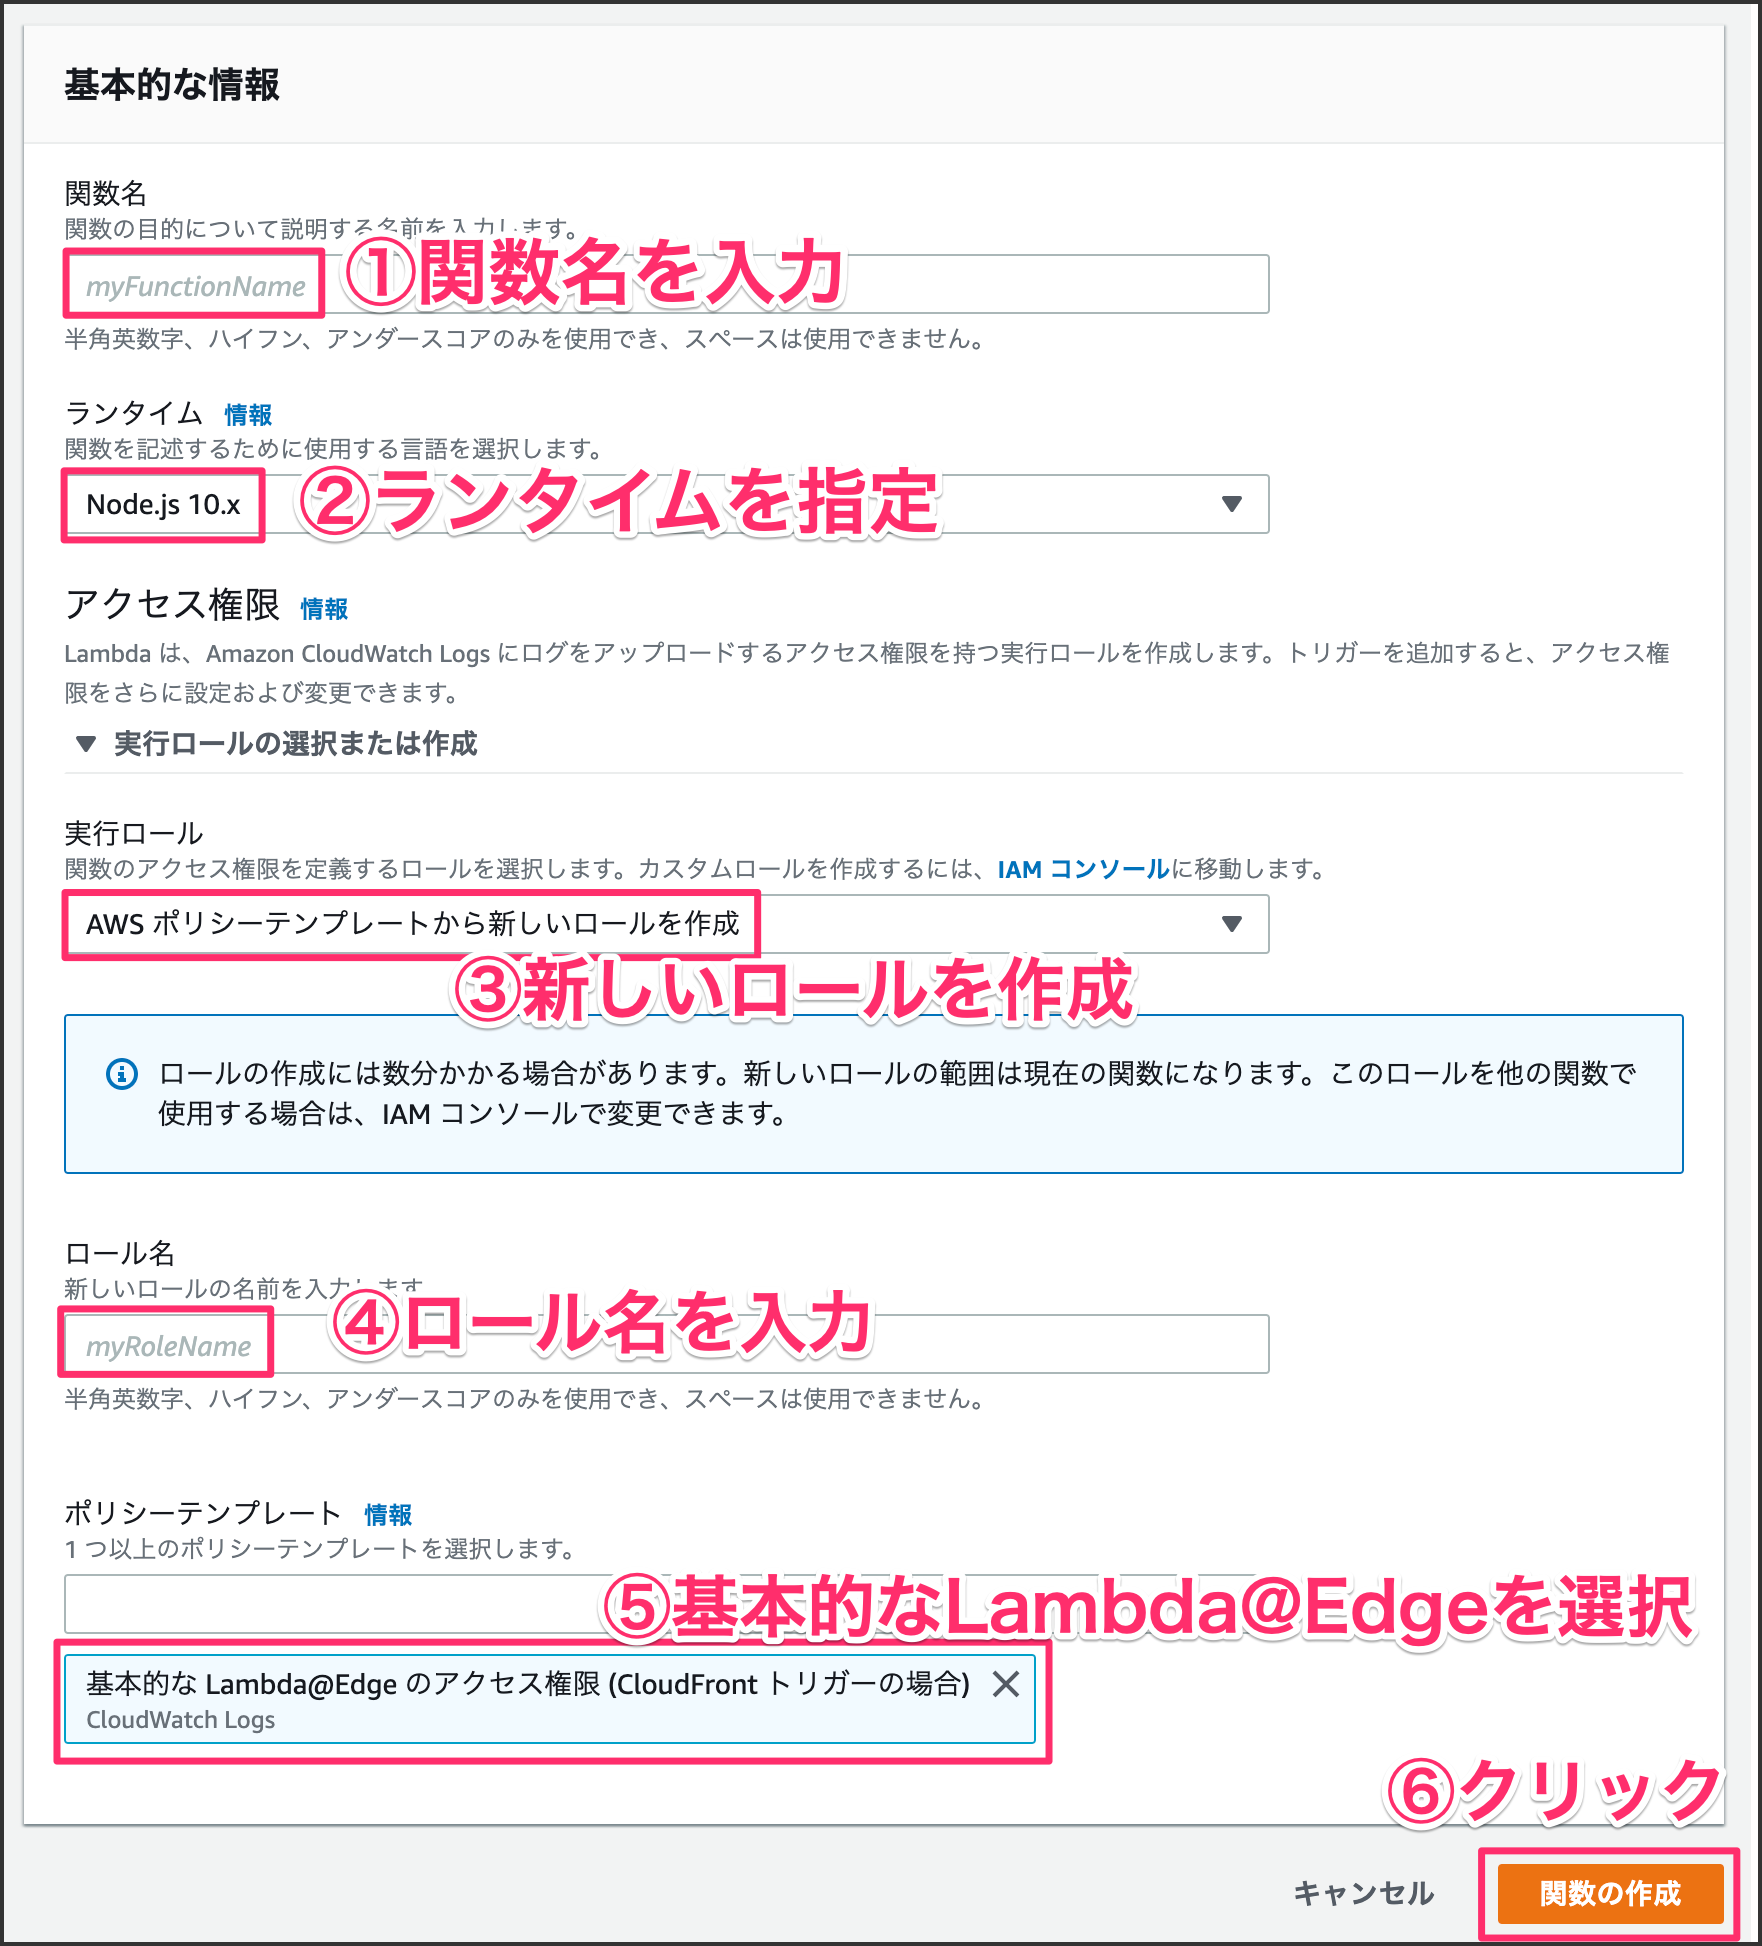 基本的な情報
関数名
関数の目的について説明する名前を入力します。
myFunctionName
①関数名を入力
半角英数字、ハイフン、アンダースコアのみを使用でき、スペースは使用できません。
ランタイム 情報
関数を記述するために使用する言語を選択します。
Node.js 10.x
②ランタイムを指定
アクセス権限 情報
Lambda は、Amazon CloudWatch Logs にログをアップロードするアクセス権限を持つ実行ロールを作成します。トリガーを追加すると、アクセス権
限をさらに設定および変更できます。
▼ 実行ロールの選択または作成
実行ロール
関数のアクセス権限を定義するロールを選択します。カスタムロールを作成するには、IAM コンソールに移動します。
AWS ポリシーテンプレートから新しいロールを作成
③新しいロールを作成
ロールの作成には数分かかる場合があります。新しいロールの範囲は現在の関数になります。このロールを他の関数で
使用する場合は、IAM コンソールで変更できます。
ロール名
新しいロールの名前を入力します
myRoleName
④ロール名を入力
半角英数字、ハイフン、アンダースコアのみを使用でき、スペースは使用できません。
ポリシーテンプレート 情報
1 つ以上のポリシーテンプレートを選択します。
⑤基本的なLambda@Edgeを選択
基本的な Lambda@Edge のアクセス権限 (CloudFront トリガーの場合)
CloudWatch Logs
⑥クリック
キャンセル
関数の作成